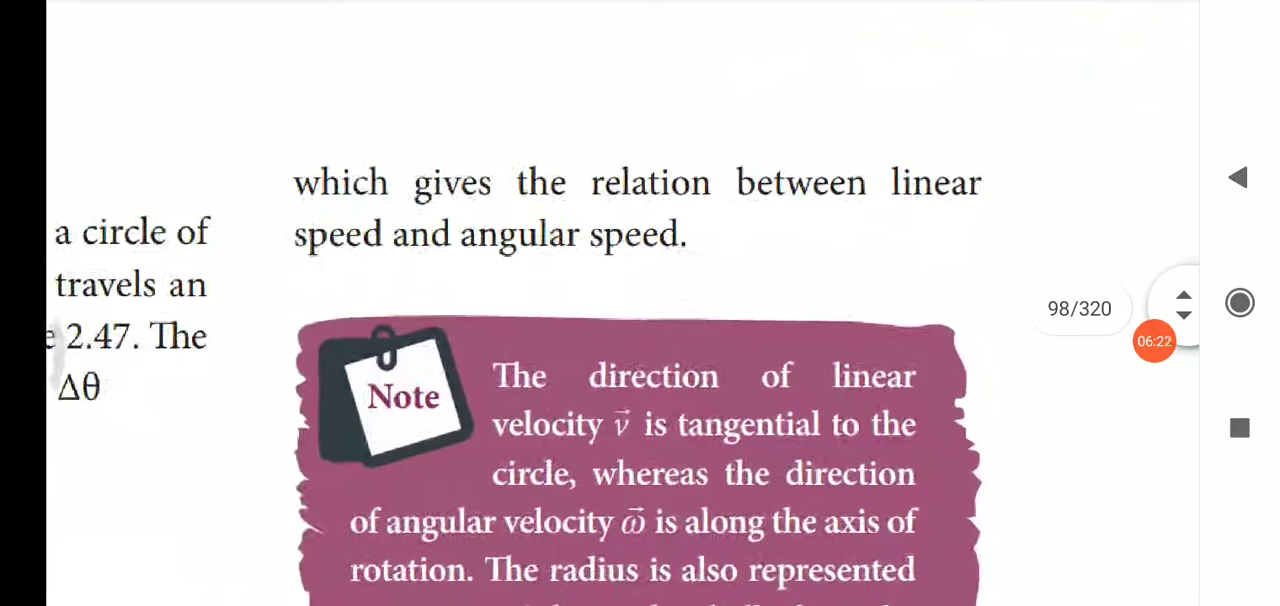 a circle of
travels an
e 2.47. The
Δθ
which gives the relation between linear
speed and angular speed.
Note
The direction of linear
velocity v⃗ is tangential to the
circle, whereas the direction
of angular velocity ω⃗ is along the axis of
rotation. The radius is also represented
98/320
06:22